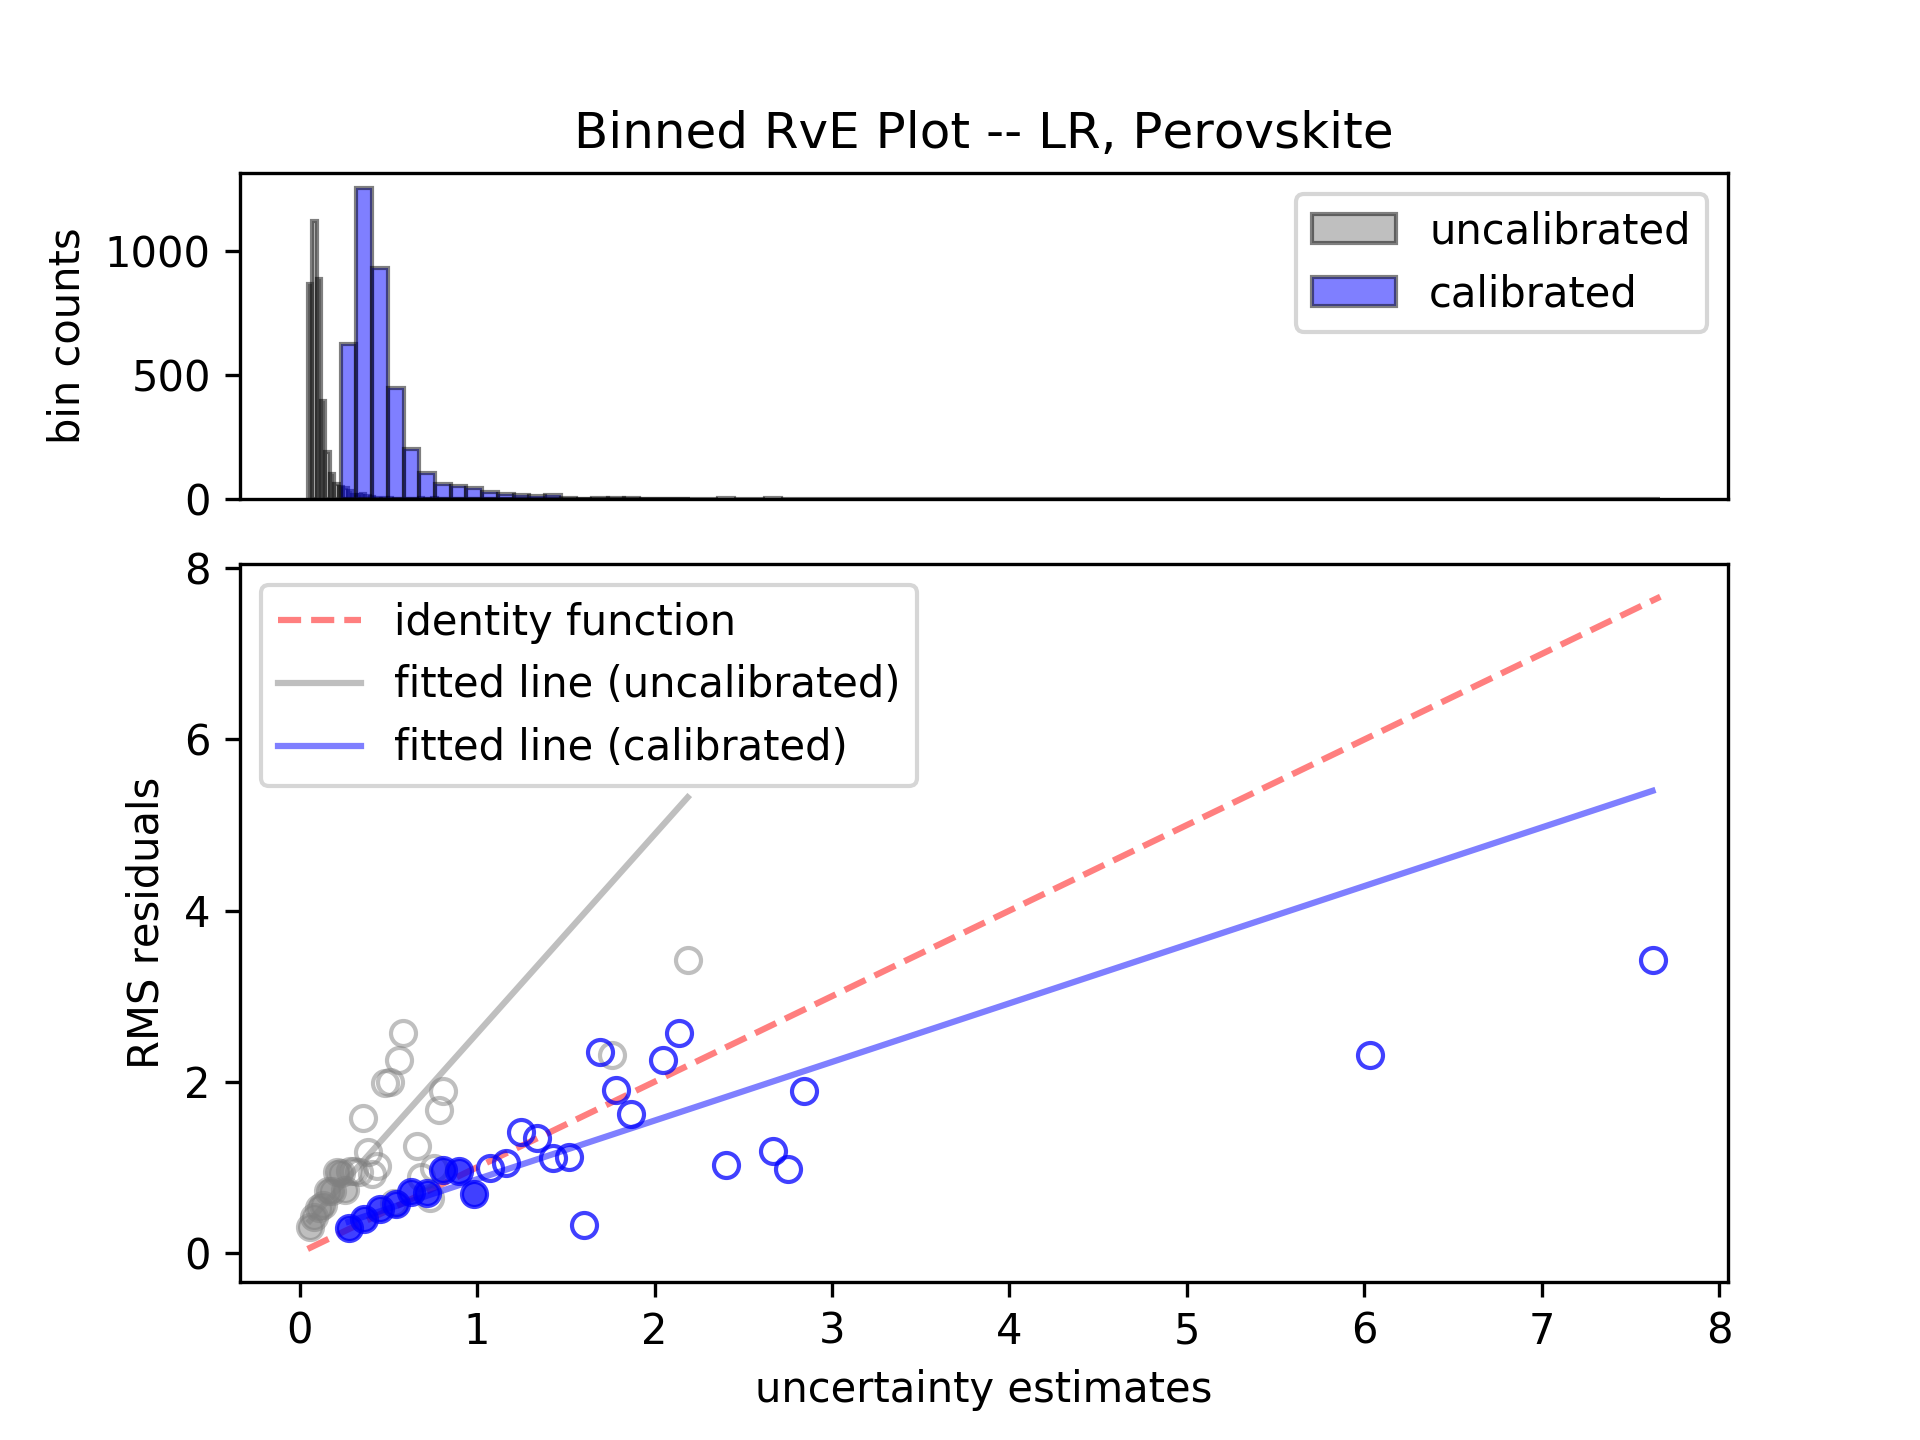 Binned RvE Plot -- LR, Perovskite
bin counts
1000
500
0
uncalibrated
calibrated
RMS residuals
8
6
4
2
0
identity function
fitted line (uncalibrated)
fitted line (calibrated)
0 1 2 3 4 5 6 7 8
uncertainty estimates